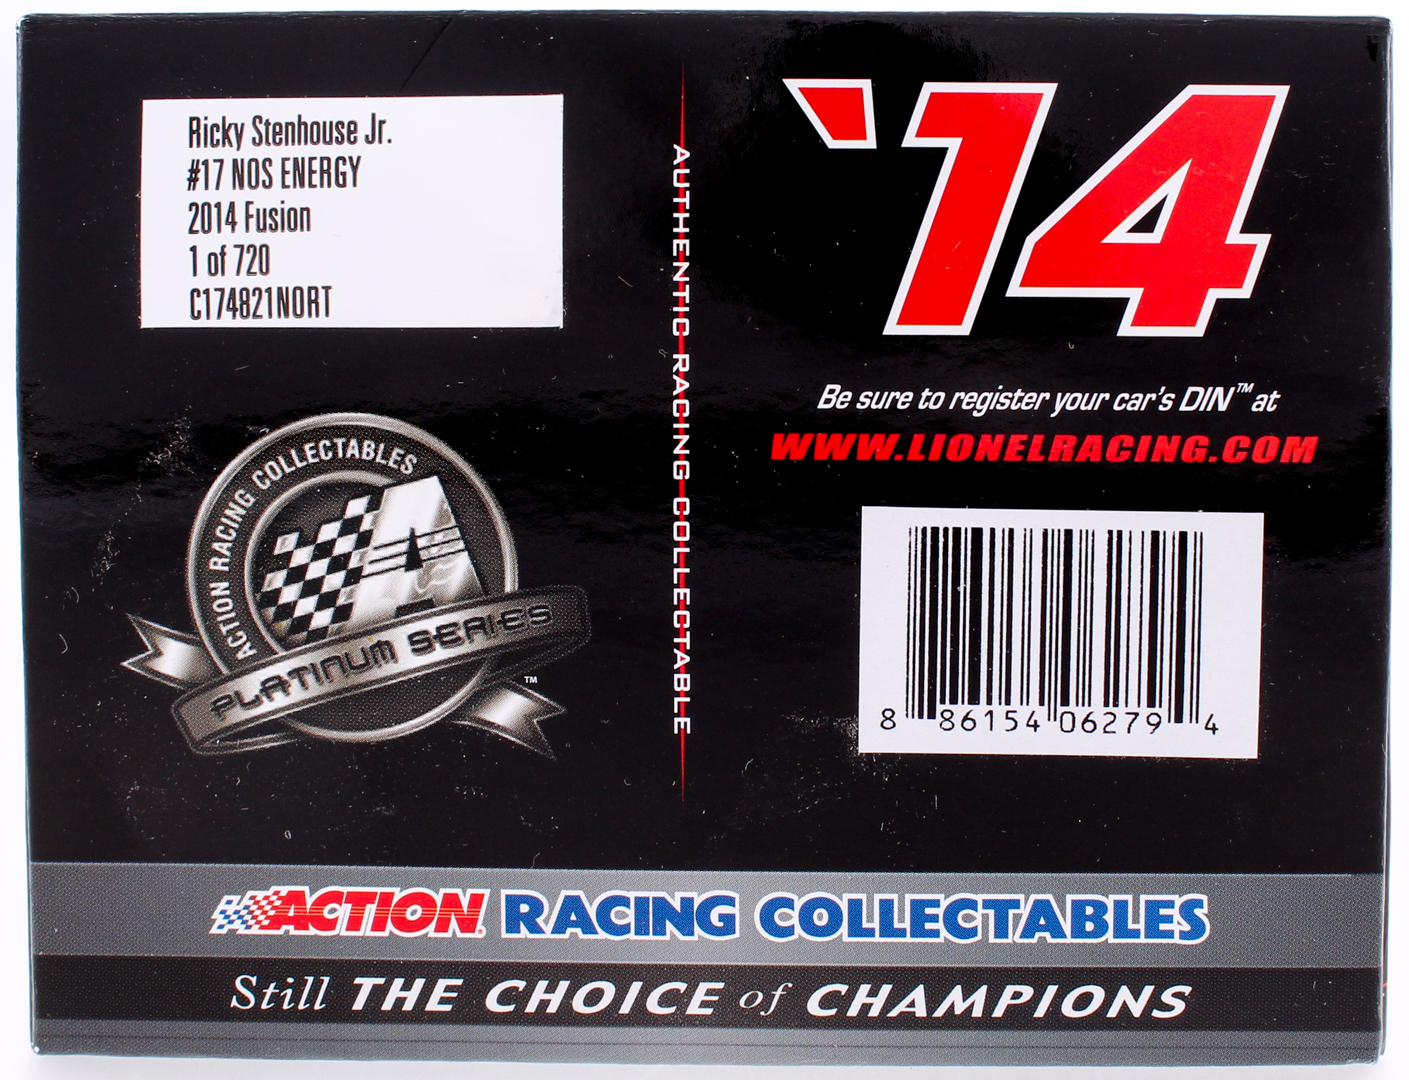 Ricky Stenhouse Jr.
#17 NOS ENERGY
2014 Fusion
1 of 720
C174821NORT
ACTION RACING COLLECTABLES
PLATINUM SERIES
TM
AUTHENTIC RACING COLLECTABLE
'14
Be sure to register your car's DIN™ at
WWW.LIONELRACING.COM
8 86154 06279 4
ACTION RACING COLLECTABLES
Still THE CHOICE of CHAMPIONS